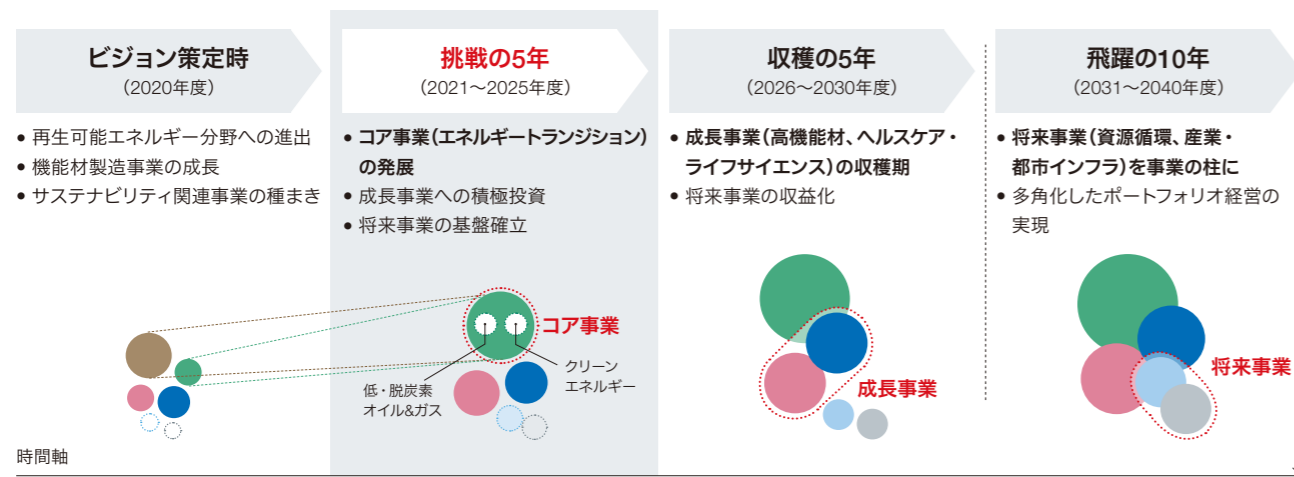 ビジョン策定時
（2020年度）
• 再生可能エネルギー分野への進出
• 機能材製造事業の成長
• サステナビリティ関連事業の種まき
挑戦の5年
（2021～2025年度）
• コア事業（エネルギートランジション）
の発展
• 成長事業への積極投資
• 将来事業の基盤確立
収穫の5年
（2026～2030年度）
• 成長事業（高機能材、ヘルスケア・
ライフサイエンス）の収穫期
• 将来事業の収益化
飛躍の10年
（2031～2040年度）
• 将来事業（資源循環、産業・
都市インフラ）を事業の柱に
• 多角化したポートフォリオ経営の
実現
コア事業
低・脱炭素
オイル&ガス
クリーン
エネルギー
成長事業
将来事業
時間軸